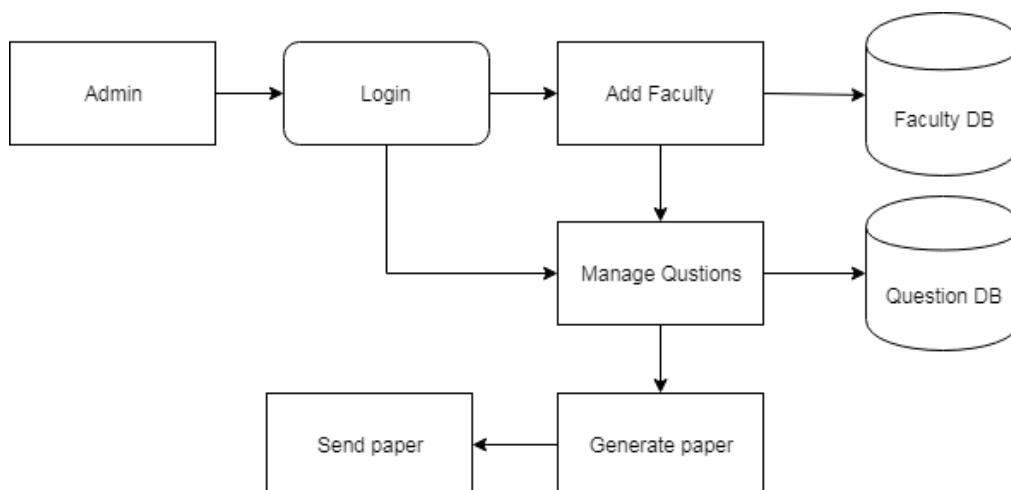 Admin
Login
Add Faculty
Faculty DB
Manage Qustions
Question DB
Send paper
Generate paper